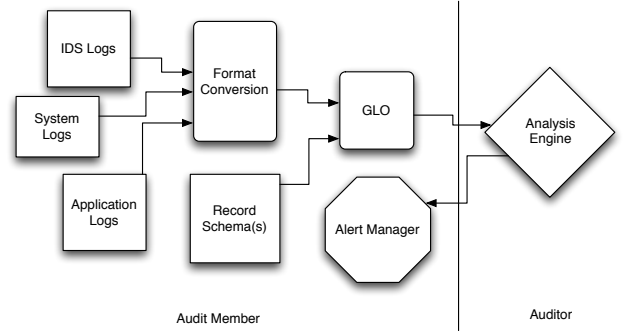 IDS Logs
System
Logs
Application
Logs
Format
Conversion
Record
Schema(s)
GLO
Alert Manager
Analysis
Engine
Audit Member
Auditor